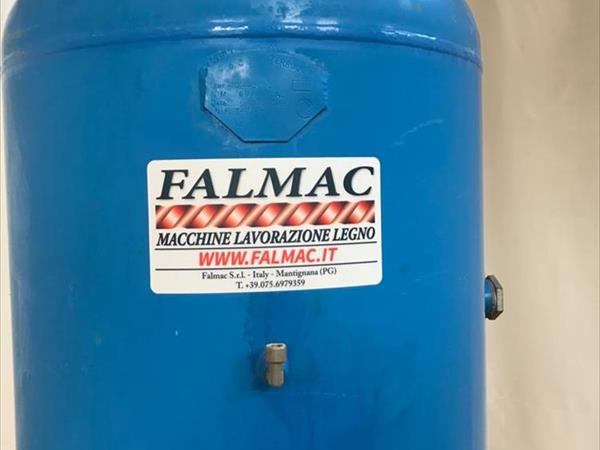 FALMAC
MACCHINE LAVORAZIONE LEGNO
WWW.FALMAC.IT
Falmac S.r.l. - Italy - Mantignana (PG)
T. +39.075.6979359